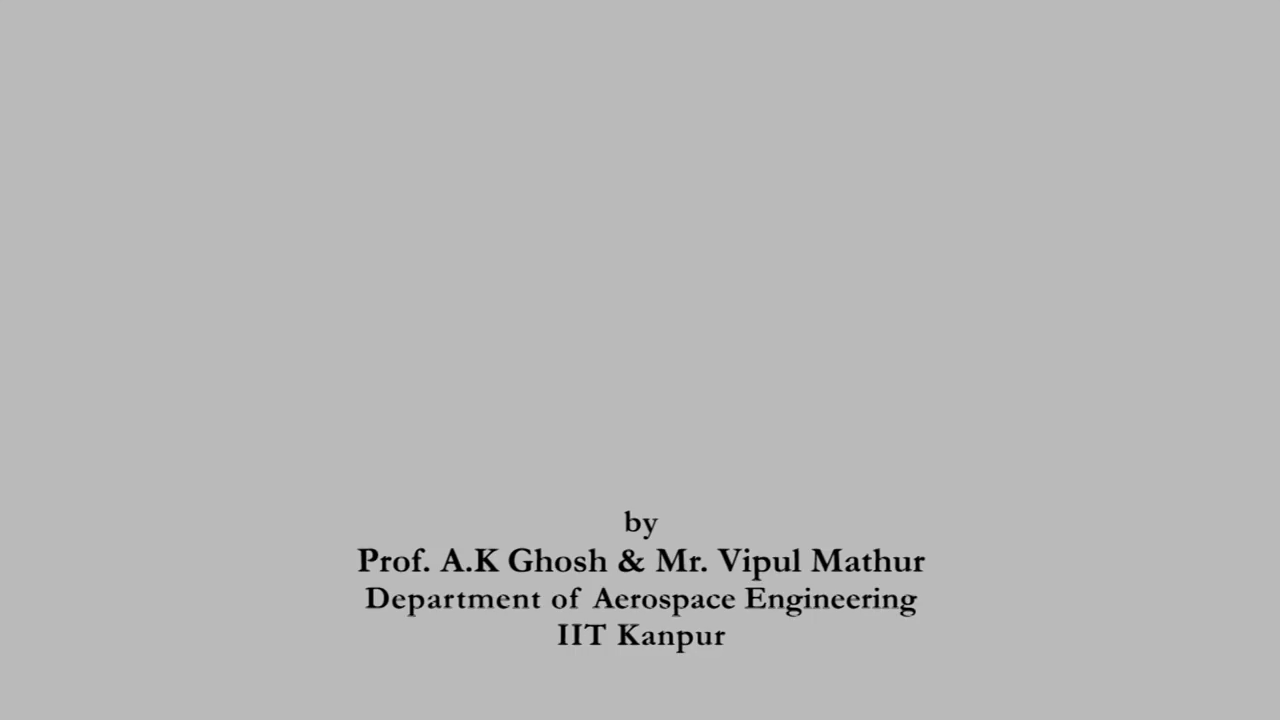 by
Prof. A.K Ghosh & Mr. Vipul Mathur
Department of Aerospace Engineering
IIT Kanpur